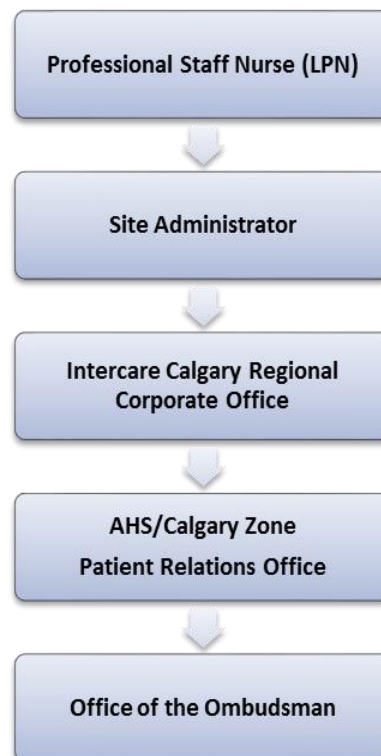 Professional Staff Nurse (LPN)
Site Administrator
Intercare Calgary Regional
Corporate Office
AHS/Calgary Zone
Patient Relations Office
Office of the Ombudsman